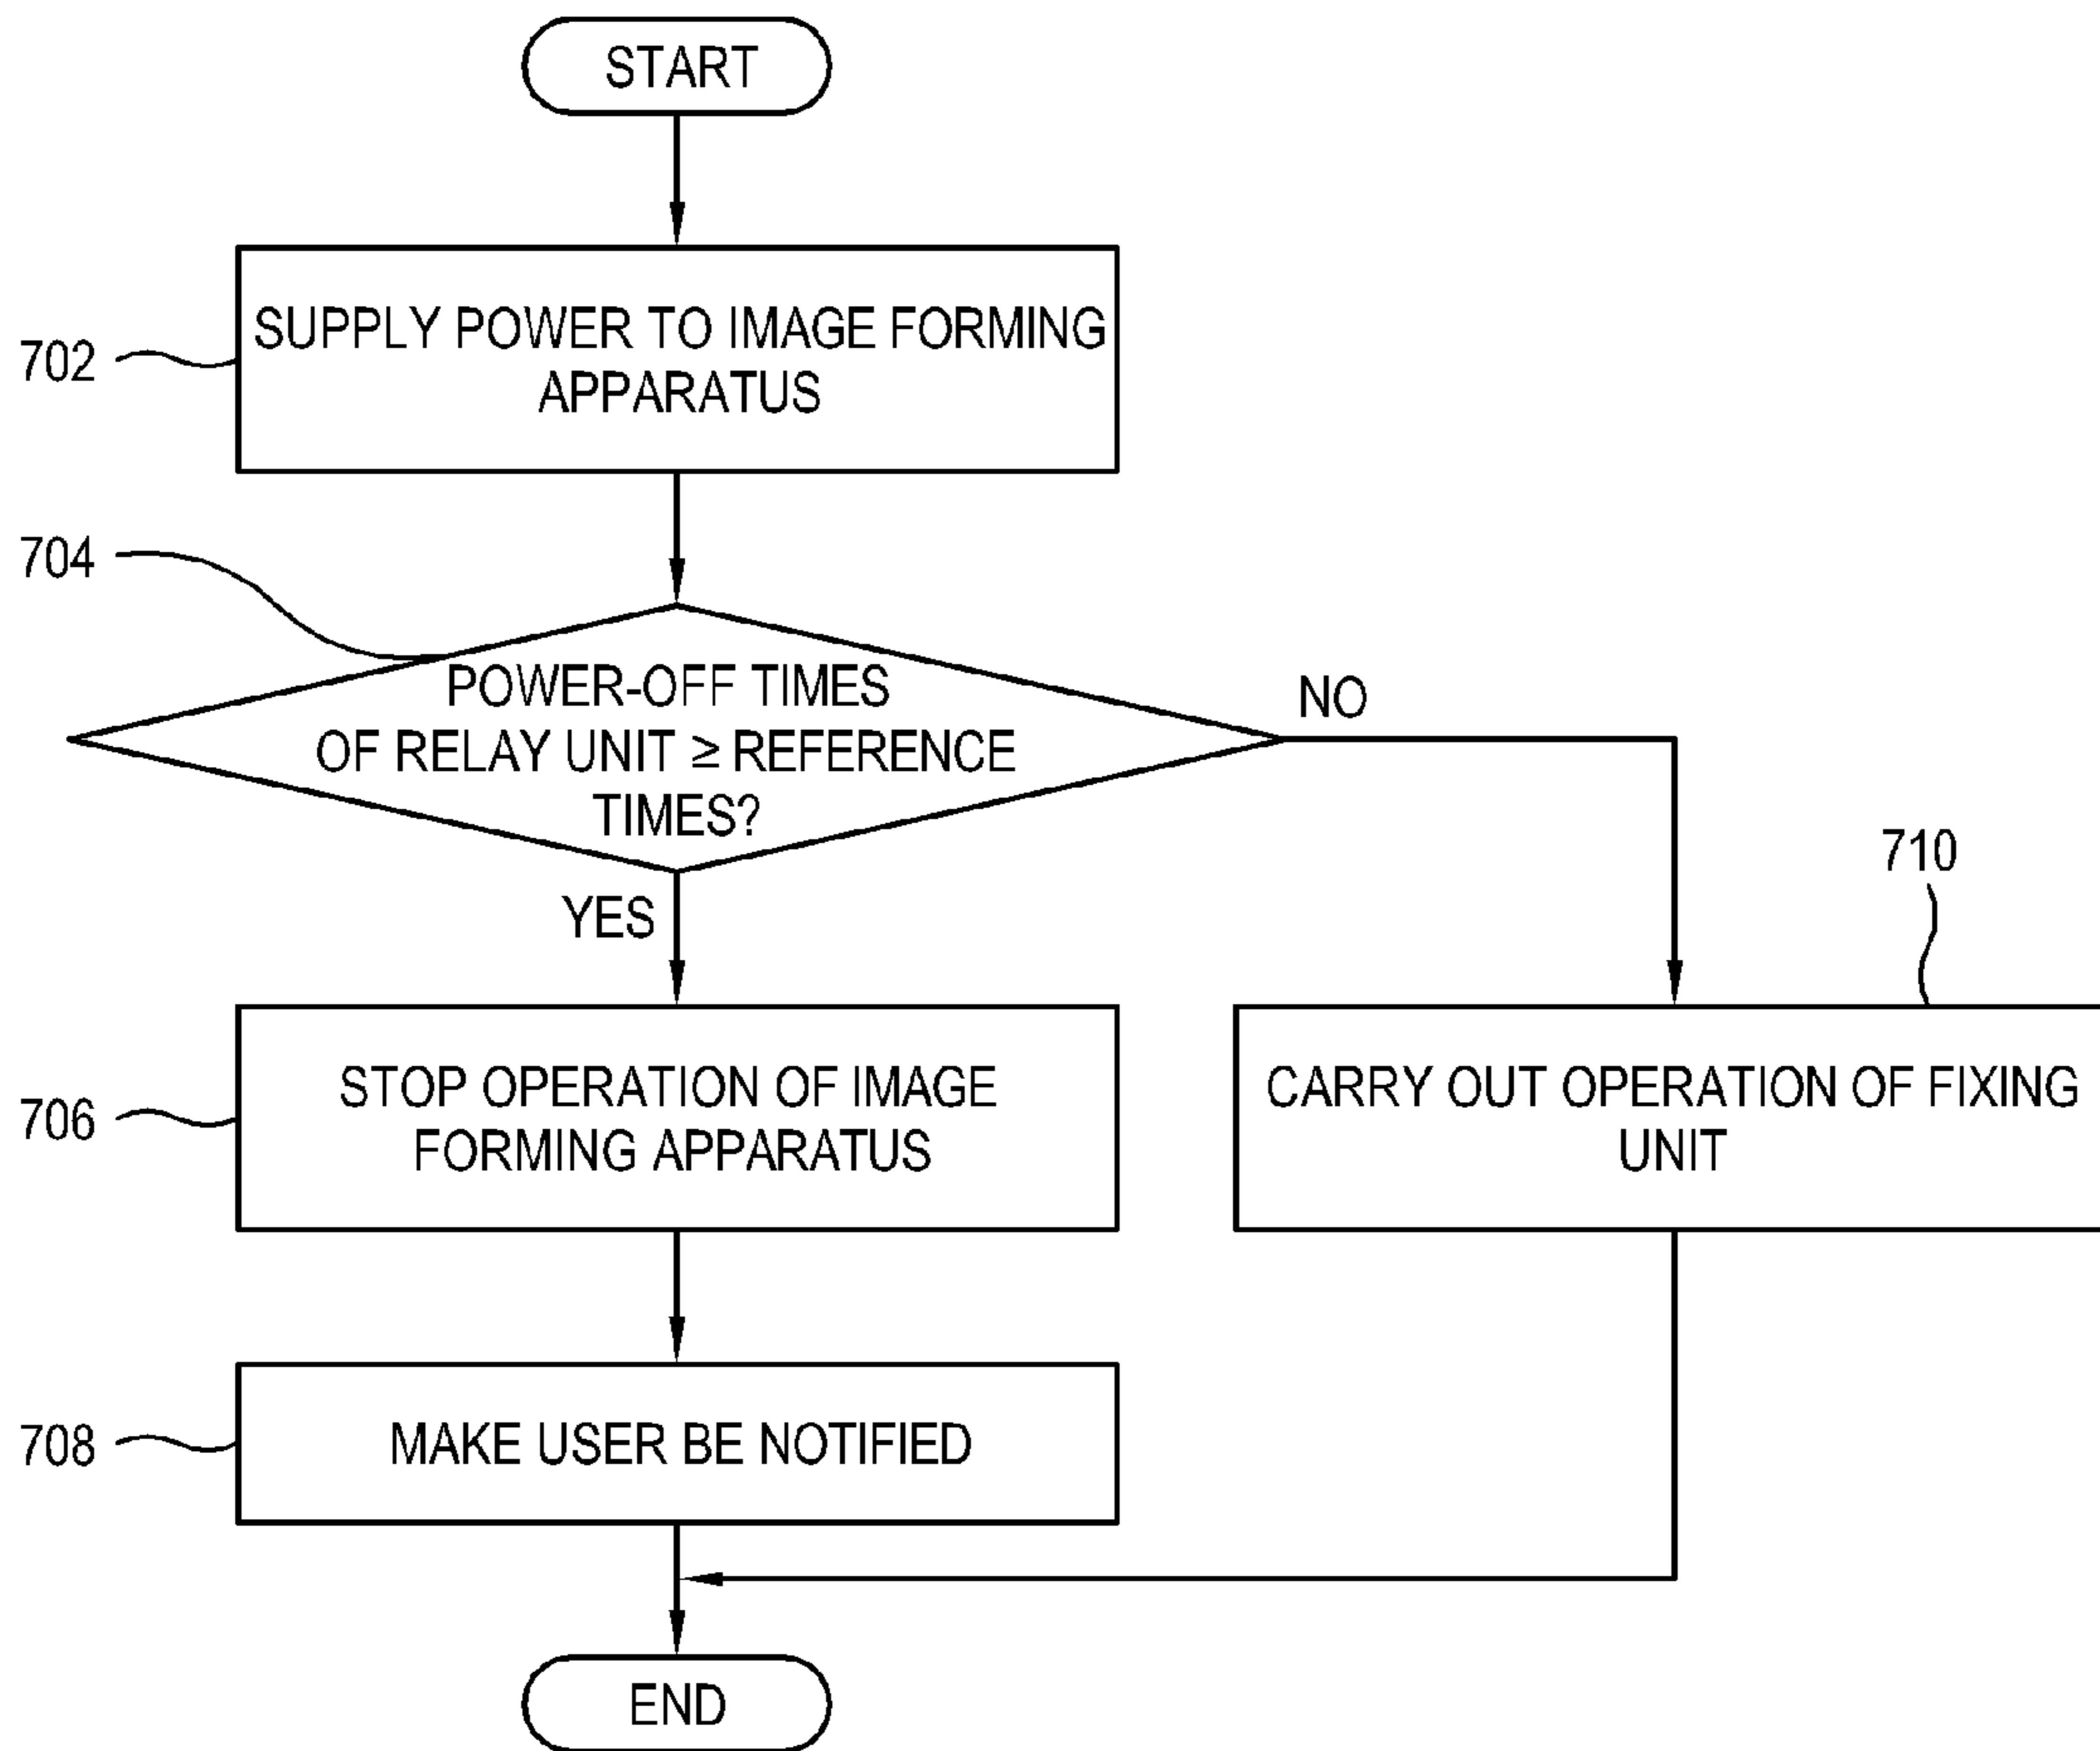 START
702
SUPPLY POWER TO IMAGE FORMING
APPARATUS
704
POWER-OFF TIMES
OF RELAY UNIT ≥ REFERENCE
TIMES?
NO
YES
710
706
STOP OPERATION OF IMAGE
FORMING APPARATUS
CARRY OUT OPERATION OF FIXING
UNIT
708
MAKE USER BE NOTIFIED
END